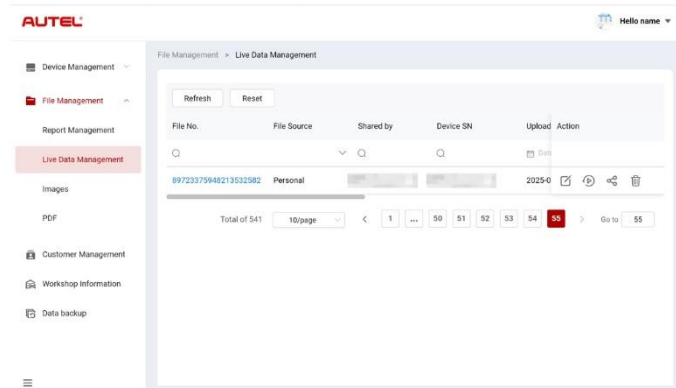 AUTEL
Hello name
Device Management
File Management
Report Management
Live Data Management
Images
PDF
Customer Management
Workshop Information
Data backup
File Management > Live Data Management
Refresh Reset
File No. File Source Shared by Device SN Upload Action
89723375948213532582 Personal 2025-0
Total of 541 10/page < 1 ... 50 51 52 53 54 55 > Go to 55